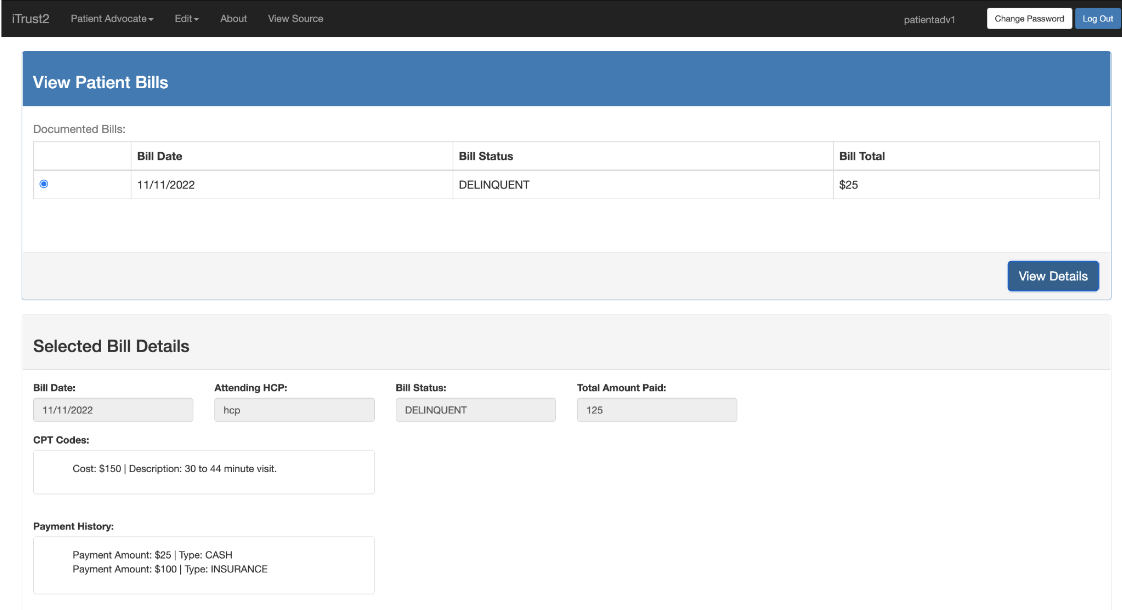 iTrust2 Patient Advocate Edit About View Source patientadv1 Change Password Log Out
View Patient Bills
Documented Bills:
Bill Date Bill Status Bill Total
11/11/2022 DELINQUENT $25
View Details
Selected Bill Details
Bill Date: Attending HCP: Bill Status: Total Amount Paid:
11/11/2022 hcp DELINQUENT 125
CPT Codes:
Cost: $150 | Description: 30 to 44 minute visit.
Payment History:
Payment Amount: $25 | Type: CASH
Payment Amount: $100 | Type: INSURANCE